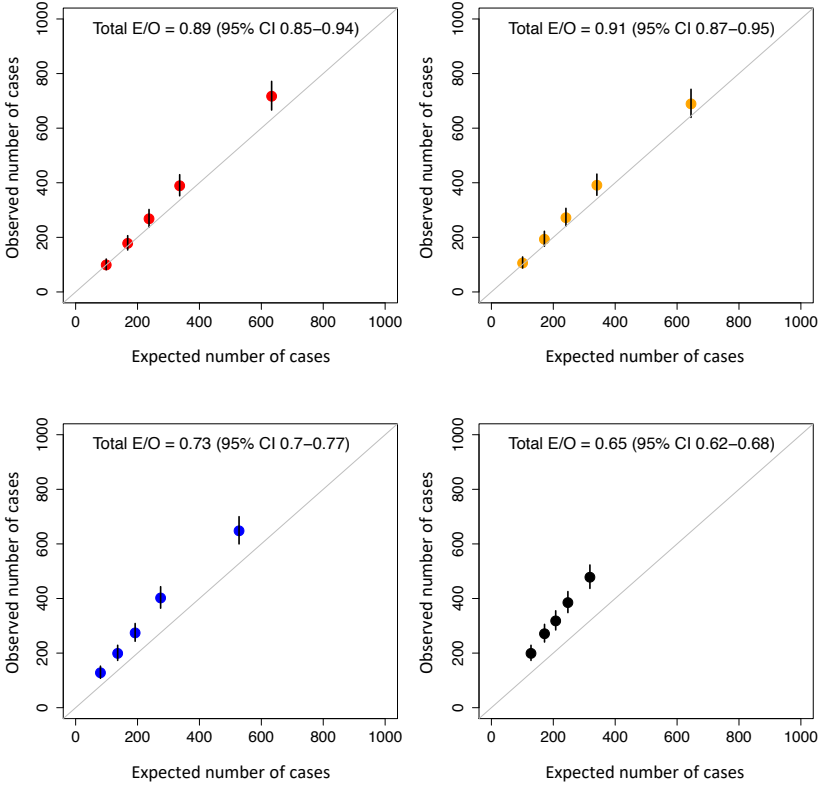 Total E/O = 0.89 (95% CI 0.85−0.94)
Observed number of cases
0 200 400 600 800 1000
0 200 400 600 800 1000
Expected number of cases
Total E/O = 0.91 (95% CI 0.87−0.95)
Observed number of cases
0 200 400 600 800 1000
0 200 400 600 800 1000
Expected number of cases
Total E/O = 0.73 (95% CI 0.7−0.77)
Observed number of cases
0 200 400 600 800 1000
0 200 400 600 800 1000
Expected number of cases
Total E/O = 0.65 (95% CI 0.62−0.68)
Observed number of cases
0 200 400 600 800 1000
0 200 400 600 800 1000
Expected number of cases